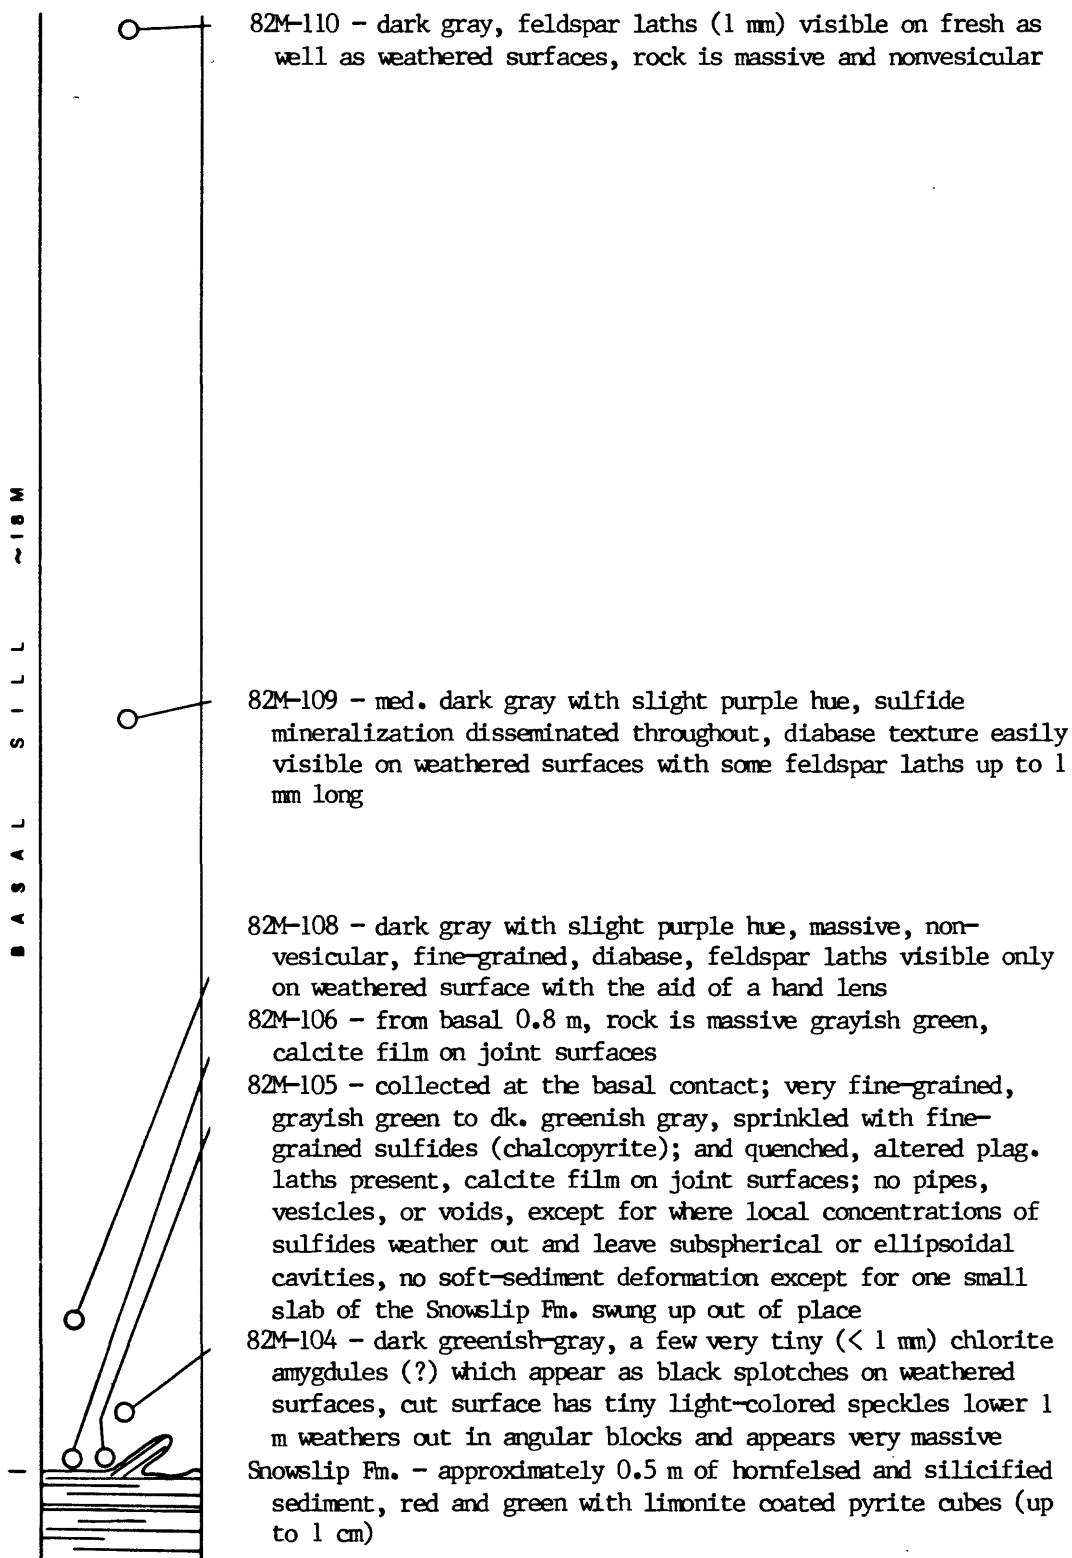 82M-110 - dark gray, feldspar laths (1 mm) visible on fresh as
well as weathered surfaces, rock is massive and nonvesicular
BASAL SILL ~18M
82M-109 - med. dark gray with slight purple hue, sulfide
mineralization disseminated throughout, diabase texture easily
visible on weathered surfaces with some feldspar laths up to 1
mm long
82M-108 - dark gray with slight purple hue, massive, non-
vesicular, fine-grained, diabase, feldspar laths visible only
on weathered surface with the aid of a hand lens
82M-106 - from basal 0.8 m, rock is massive grayish green,
calcite film on joint surfaces
82M-105 - collected at the basal contact; very fine-grained,
grayish green to dk. greenish gray, sprinkled with fine-
grained sulfides (chalcopyrite); and quenched, altered plag.
laths present, calcite film on joint surfaces; no pipes,
vesicles, or voids, except for where local concentrations of
sulfides weather out and leave subspherical or ellipsoidal
cavities, no soft-sediment deformation except for one small
slab of the Snowslip Fm. swung up out of place
82M-104 - dark greenish-gray, a few very tiny (< 1 mm) chlorite
amygdules (?) which appear as black splotches on weathered
surfaces, cut surface has tiny light-colored speckles lower 1
m weathers out in angular blocks and appears very massive
Snowslip Fm. - approximately 0.5 m of hornfelsed and silicified
sediment, red and green with limonite coated pyrite cubes (up
to 1 cm)